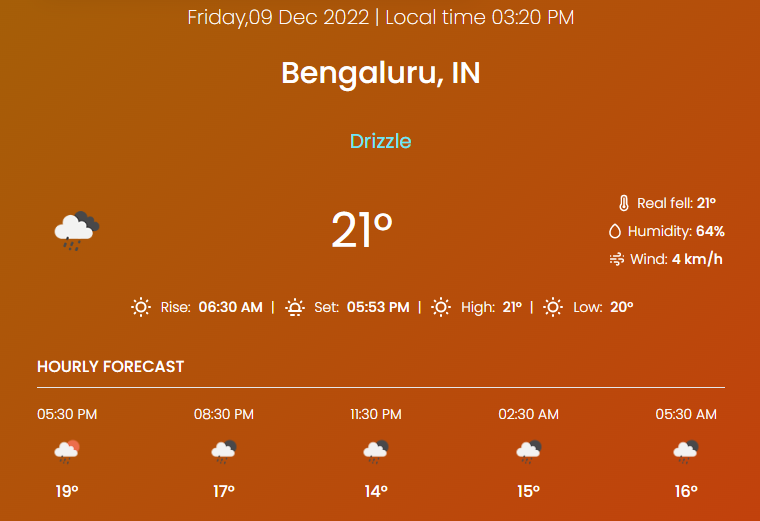 Friday,09 Dec 2022 | Local time 03:20 PM
Bengaluru, IN
Drizzle
21°
Real fell: 21°
Humidity: 64%
Wind: 4 km/h
Rise: 06:30 AM | Set: 05:53 PM | High: 21° | Low: 20°
HOURLY FORECAST
05:30 PM 08:30 PM 11:30 PM 02:30 AM 05:30 AM
19° 17° 14° 15° 16°